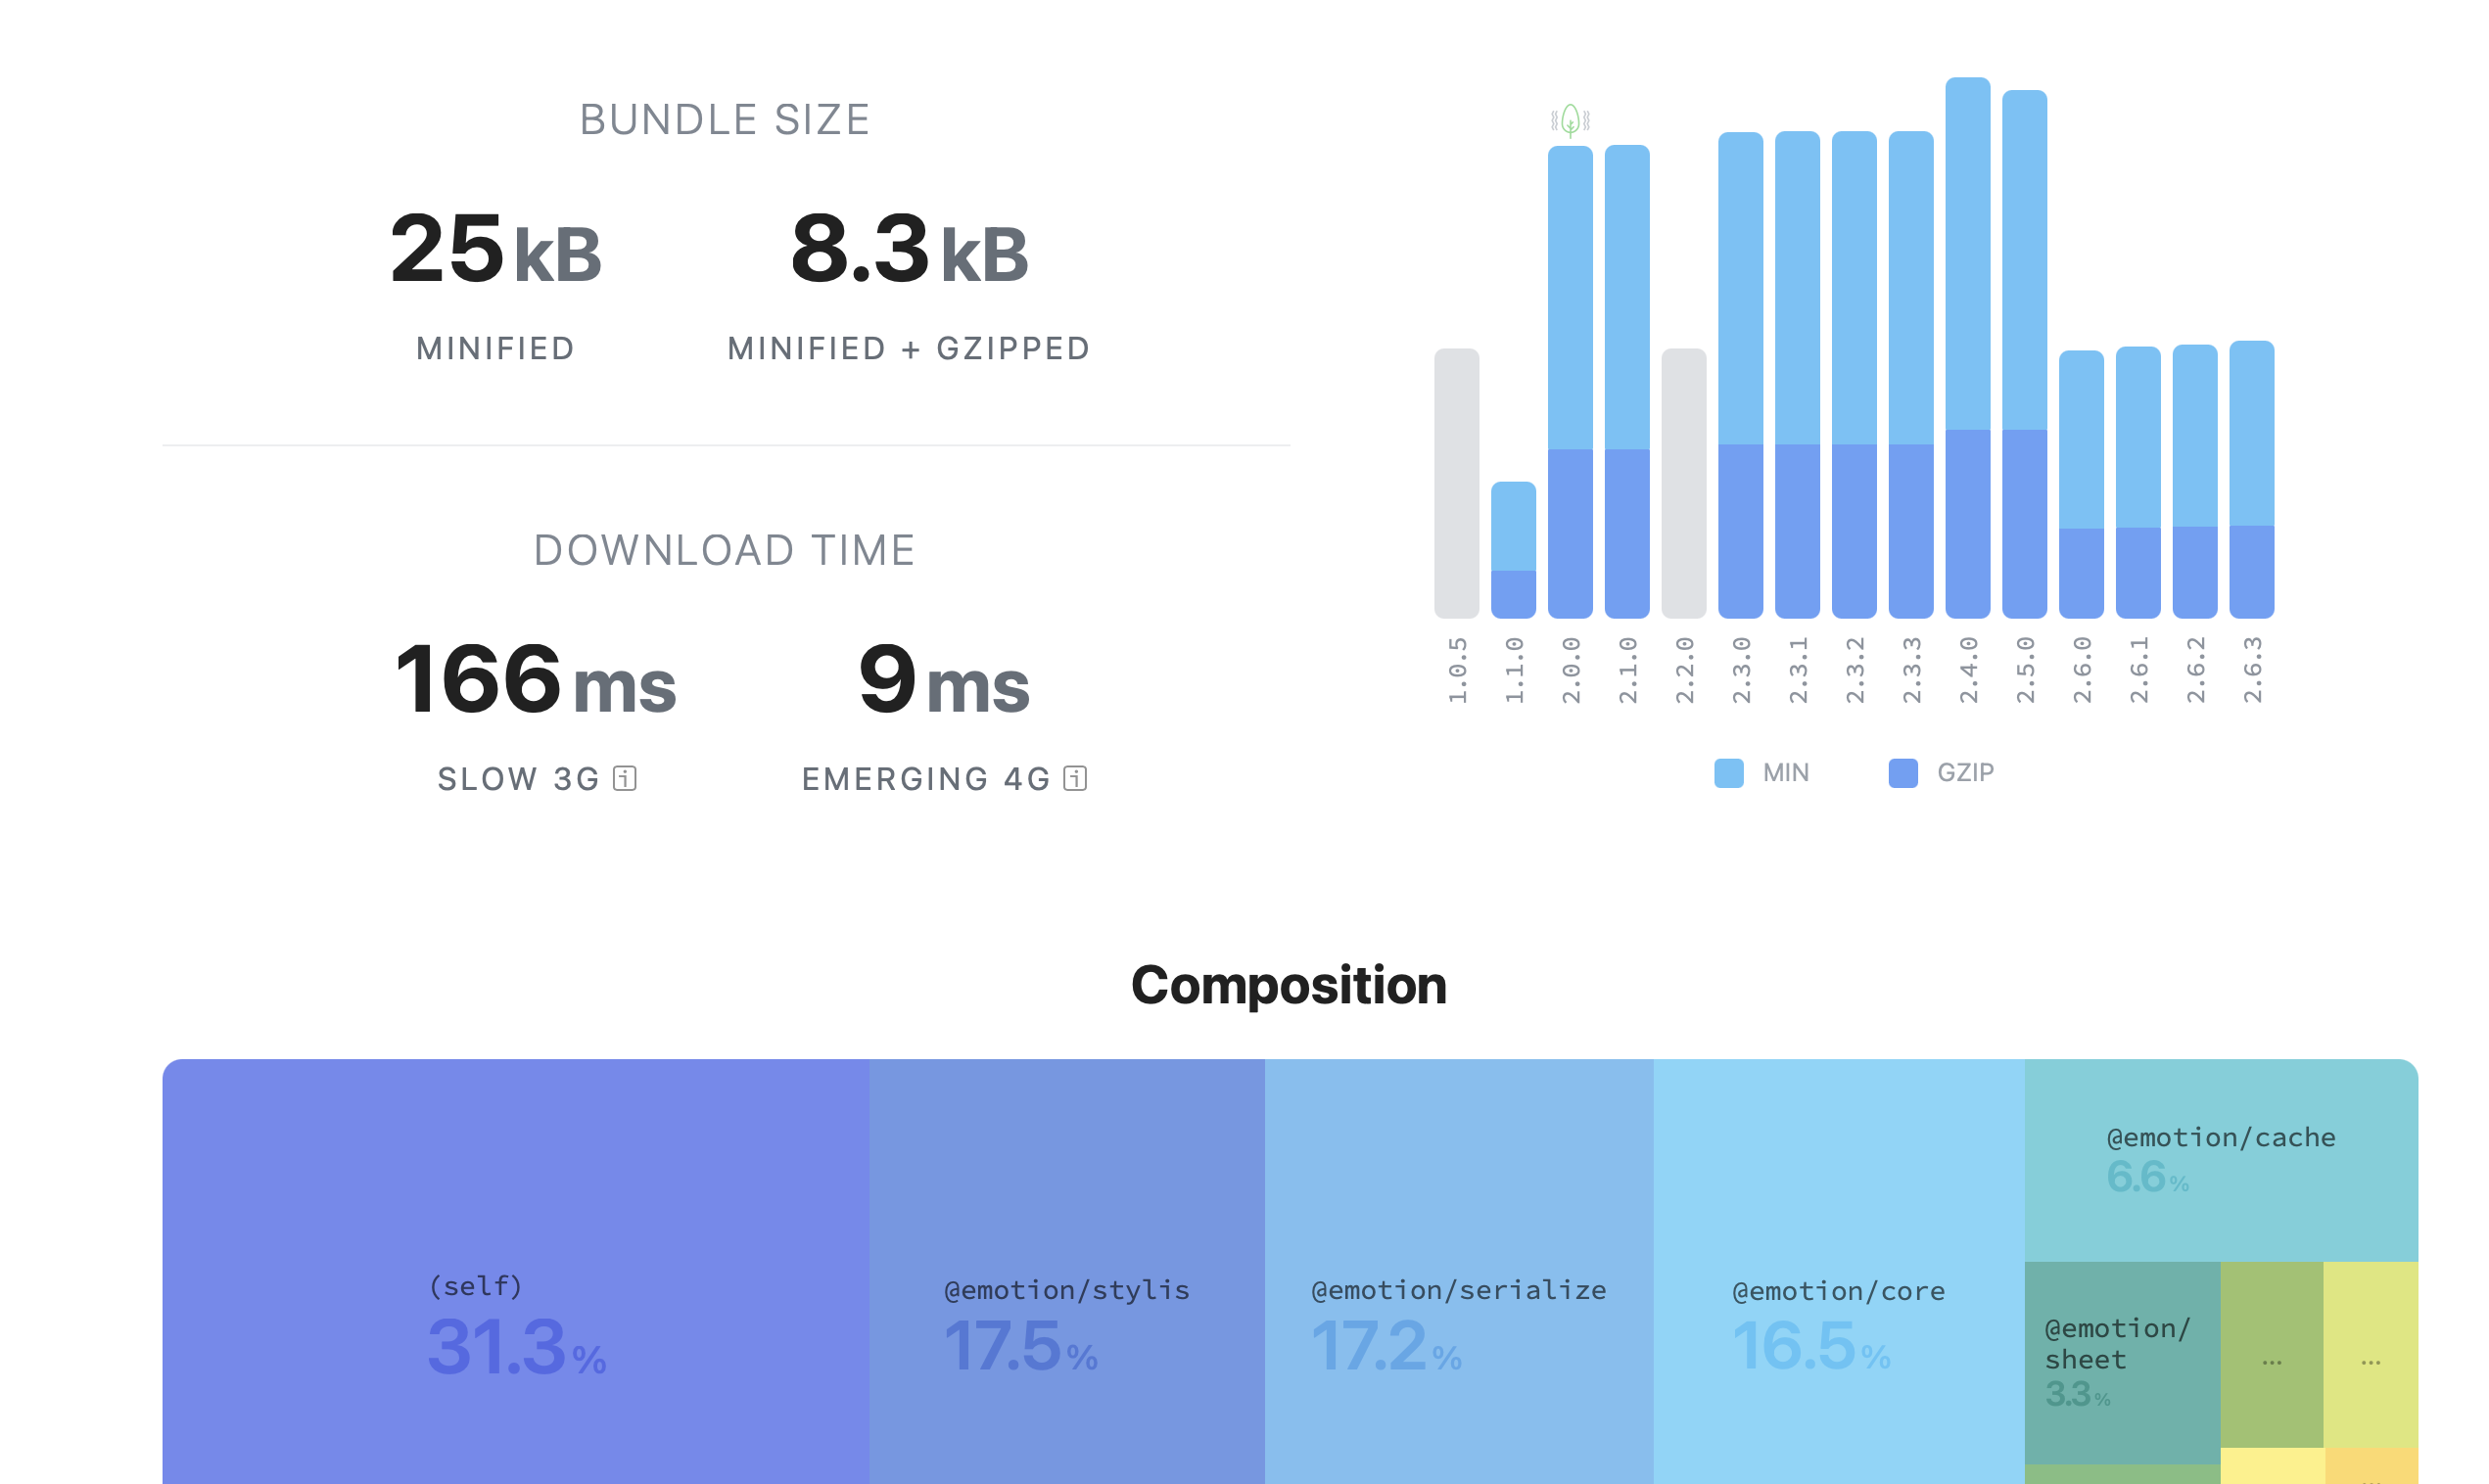 BUNDLE SIZE
25 kB
MINIFIED
8.3 kB
MINIFIED + GZIPPED
DOWNLOAD TIME
166 ms
SLOW 3G
9 ms
EMERGING 4G
1.0.5
1.1.0
2.0.0
2.1.0
2.2.0
2.3.0
2.3.1
2.3.2
2.3.3
2.4.0
2.5.0
2.6.0
2.6.1
2.6.2
2.6.3
MIN
GZIP
Composition
(self)
31.3%
@emotion/stylis
17.5%
@emotion/serialize
17.2%
@emotion/core
16.5%
@emotion/cache
6.6%
@emotion/
sheet
3.3%
...
...